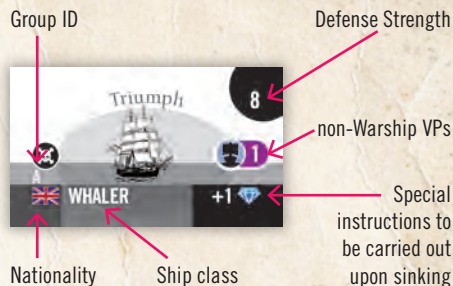 Group ID
Defense Strength
Triumph
8
non-Warship VPs
1
A
WHALER
+1
Special
instructions to
be carried out
upon sinking
Nationality
Ship class